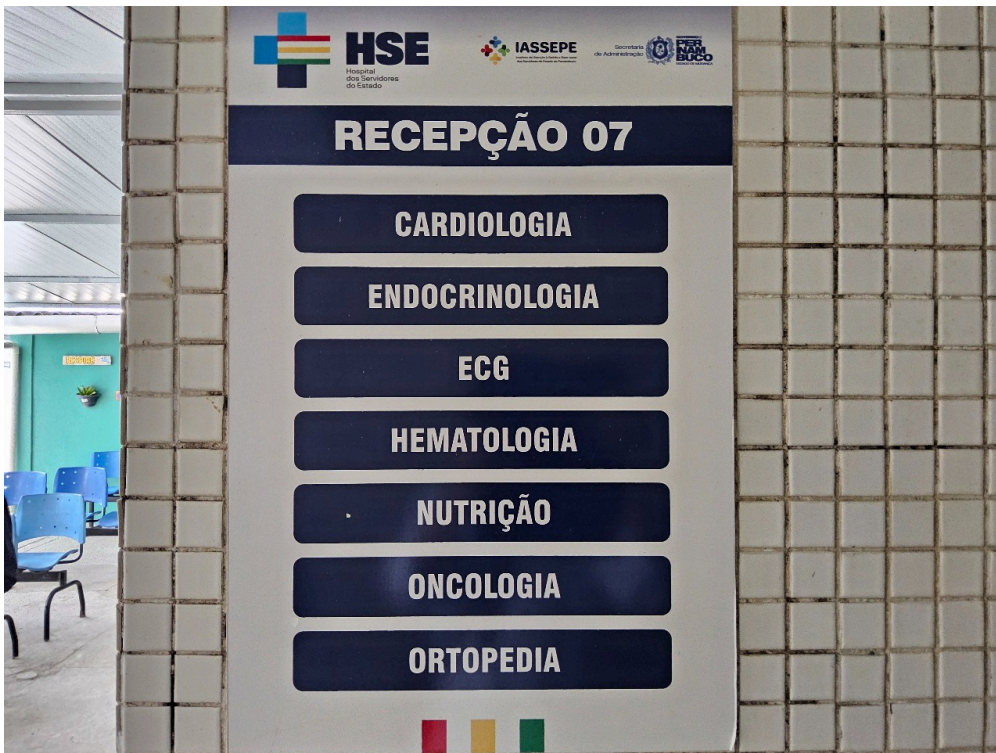 HSE
Hospital
dos Servidores
do Estado
IASSEPE
Secretaria
de Administração
PER
NAM
BUCO
RECEPÇÃO 07
CARDIOLOGIA
ENDOCRINOLOGIA
ECG
HEMATOLOGIA
NUTRIÇÃO
ONCOLOGIA
ORTOPEDIA